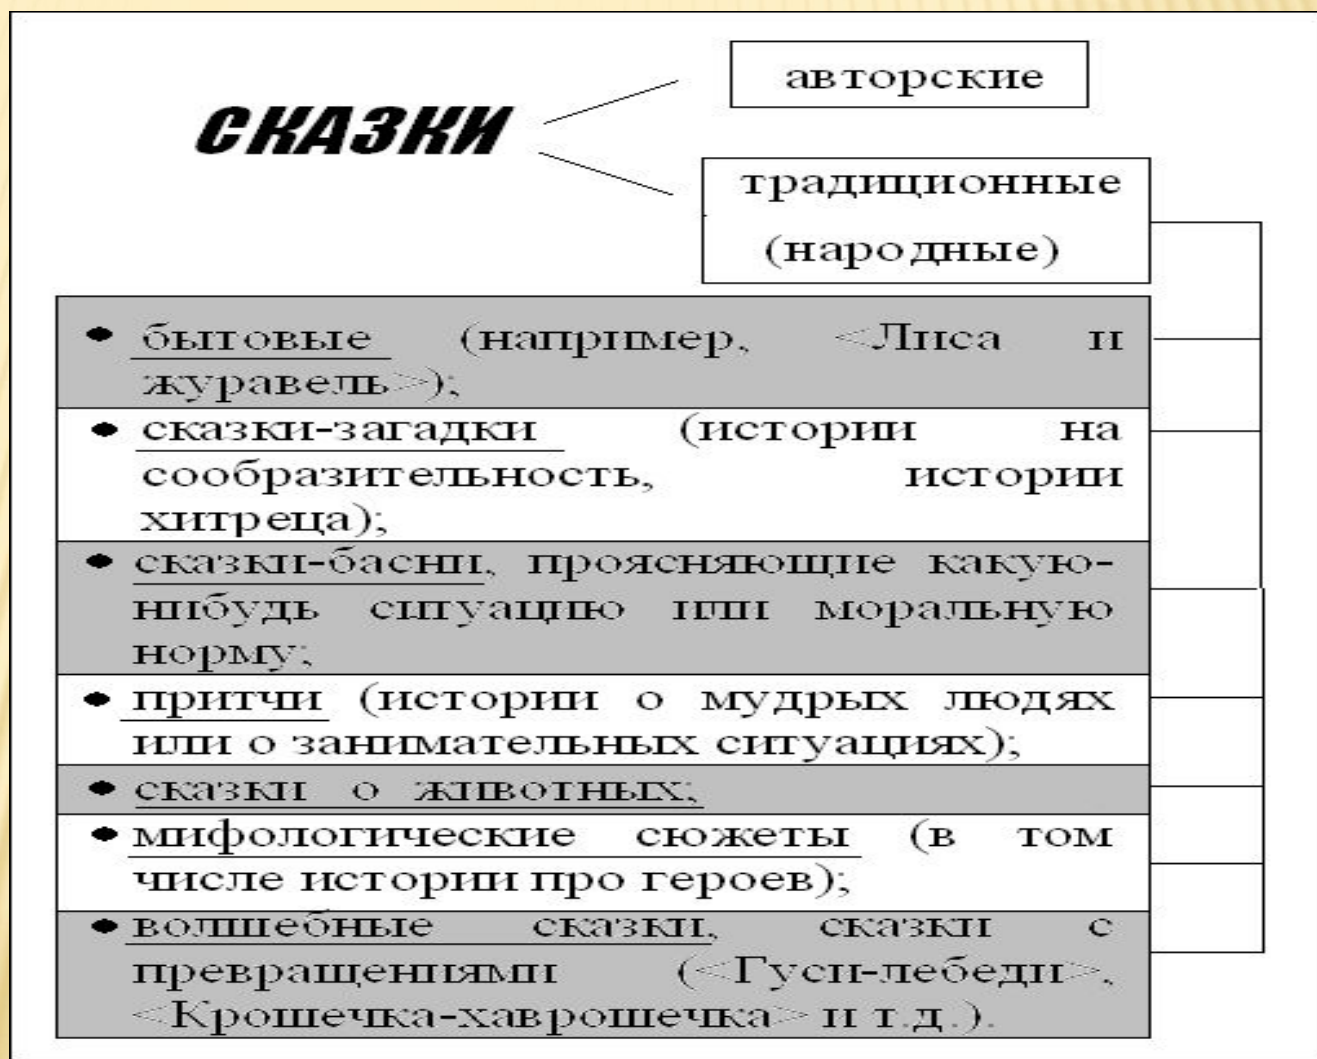 СКАЗКИ
авторские
традиционные
(народные)
• бытовые (например, <Лиса и
журавель>);
• сказки-загадки (истории на
сообразительность, истории
хитреца);
• сказки-басни, проясняющие какую-
нибудь ситуацию или моральную
норму;
• притчи (истории о мудрых людях
или о занимательных ситуациях);
• сказки о животных;
• мифологические сюжеты (в том
числе истории про героев);
• волшебные сказки, сказки с
превращениями (<Гуси-лебеди>,
<Крошечка-хаврошечка> и т.д.).